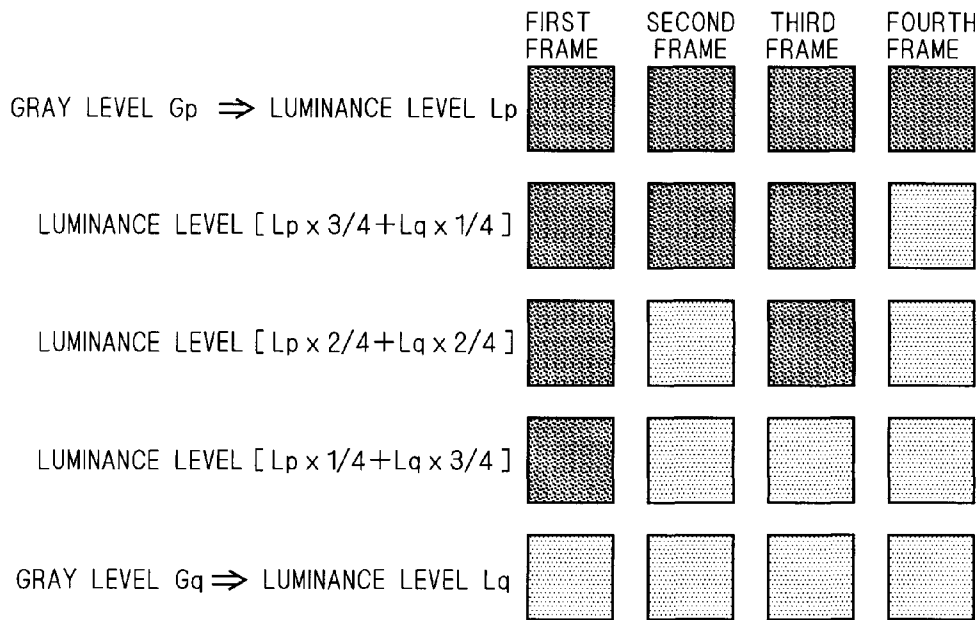 FIRST FRAME SECOND FRAME THIRD FRAME FOURTH FRAME
GRAY LEVEL Gp ⇒ LUMINANCE LEVEL Lp
LUMINANCE LEVEL [Lp x 3/4+Lq x 1/4]
LUMINANCE LEVEL [Lp x 2/4+Lq x 2/4]
LUMINANCE LEVEL [Lp x 1/4+Lq x 3/4]
GRAY LEVEL Gq ⇒ LUMINANCE LEVEL Lq